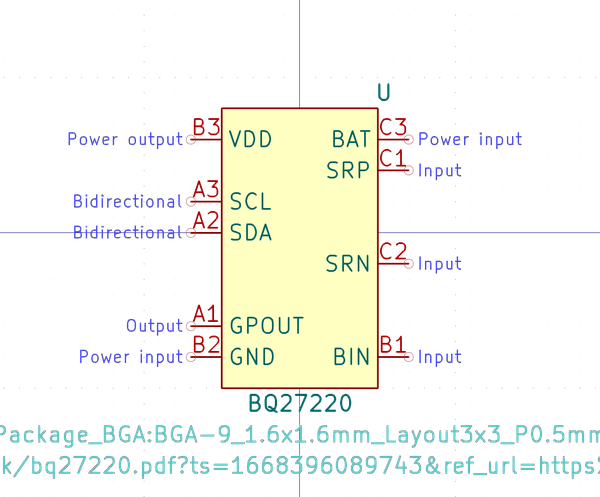 U
Power output B3 VDD BAT C3 Power input
SRP C1 Input
Bidirectional A3 SCL
Bidirectional A2 SDA
SRN C2 Input
Output A1 GPOUT
Power input B2 GND BIN B1 Input
BQ27220
Package_BGA:BGA-9_1.6x1.6mm_Layout3x3_P0.5mm
k/bq27220.pdf?ts=1668396089743&ref_url=https